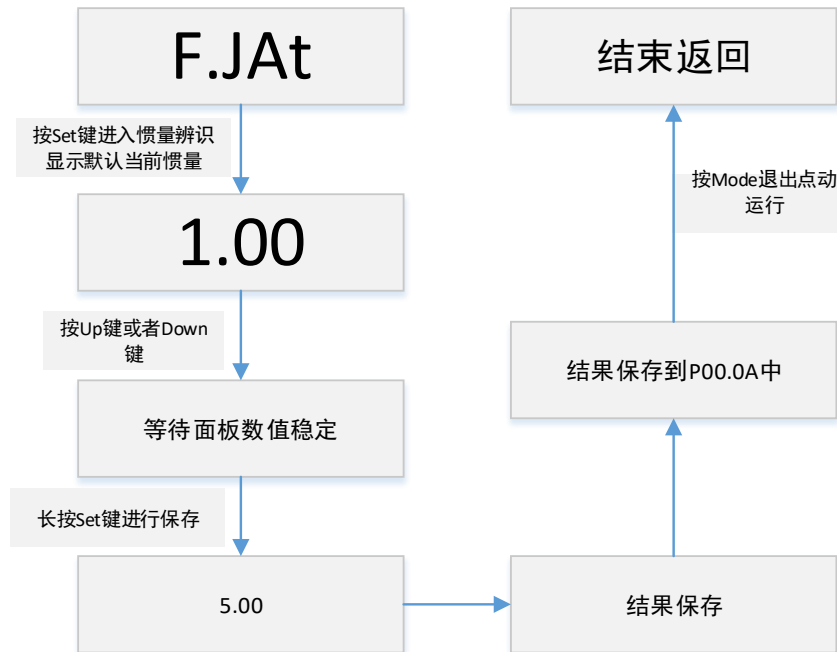 F.JAt
按Set键进入惯量辨识
显示默认当前惯量
1.00
按Up键或者Down
键
等待面板数值稳定
长按Set键进行保存
5.00
结果保存
结果保存到P00.0A中
按Mode退出点动
运行
结束返回